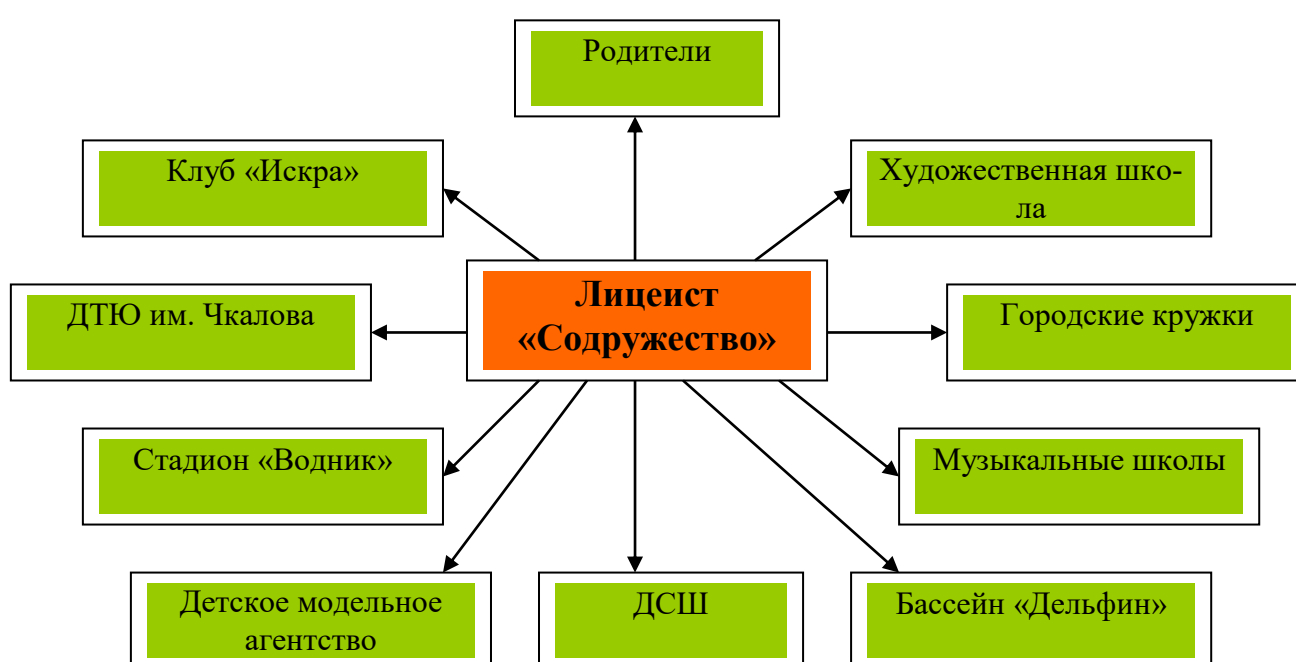 Родители
Клуб «Искра»
Художественная шко-
ла
Лицеист
«Содружество»
ДТЮ им. Чкалова
Городские кружки
Стадион «Водник»
Музыкальные школы
Детское модельное
агентство
ДСШ
Бассейн «Дельфин»